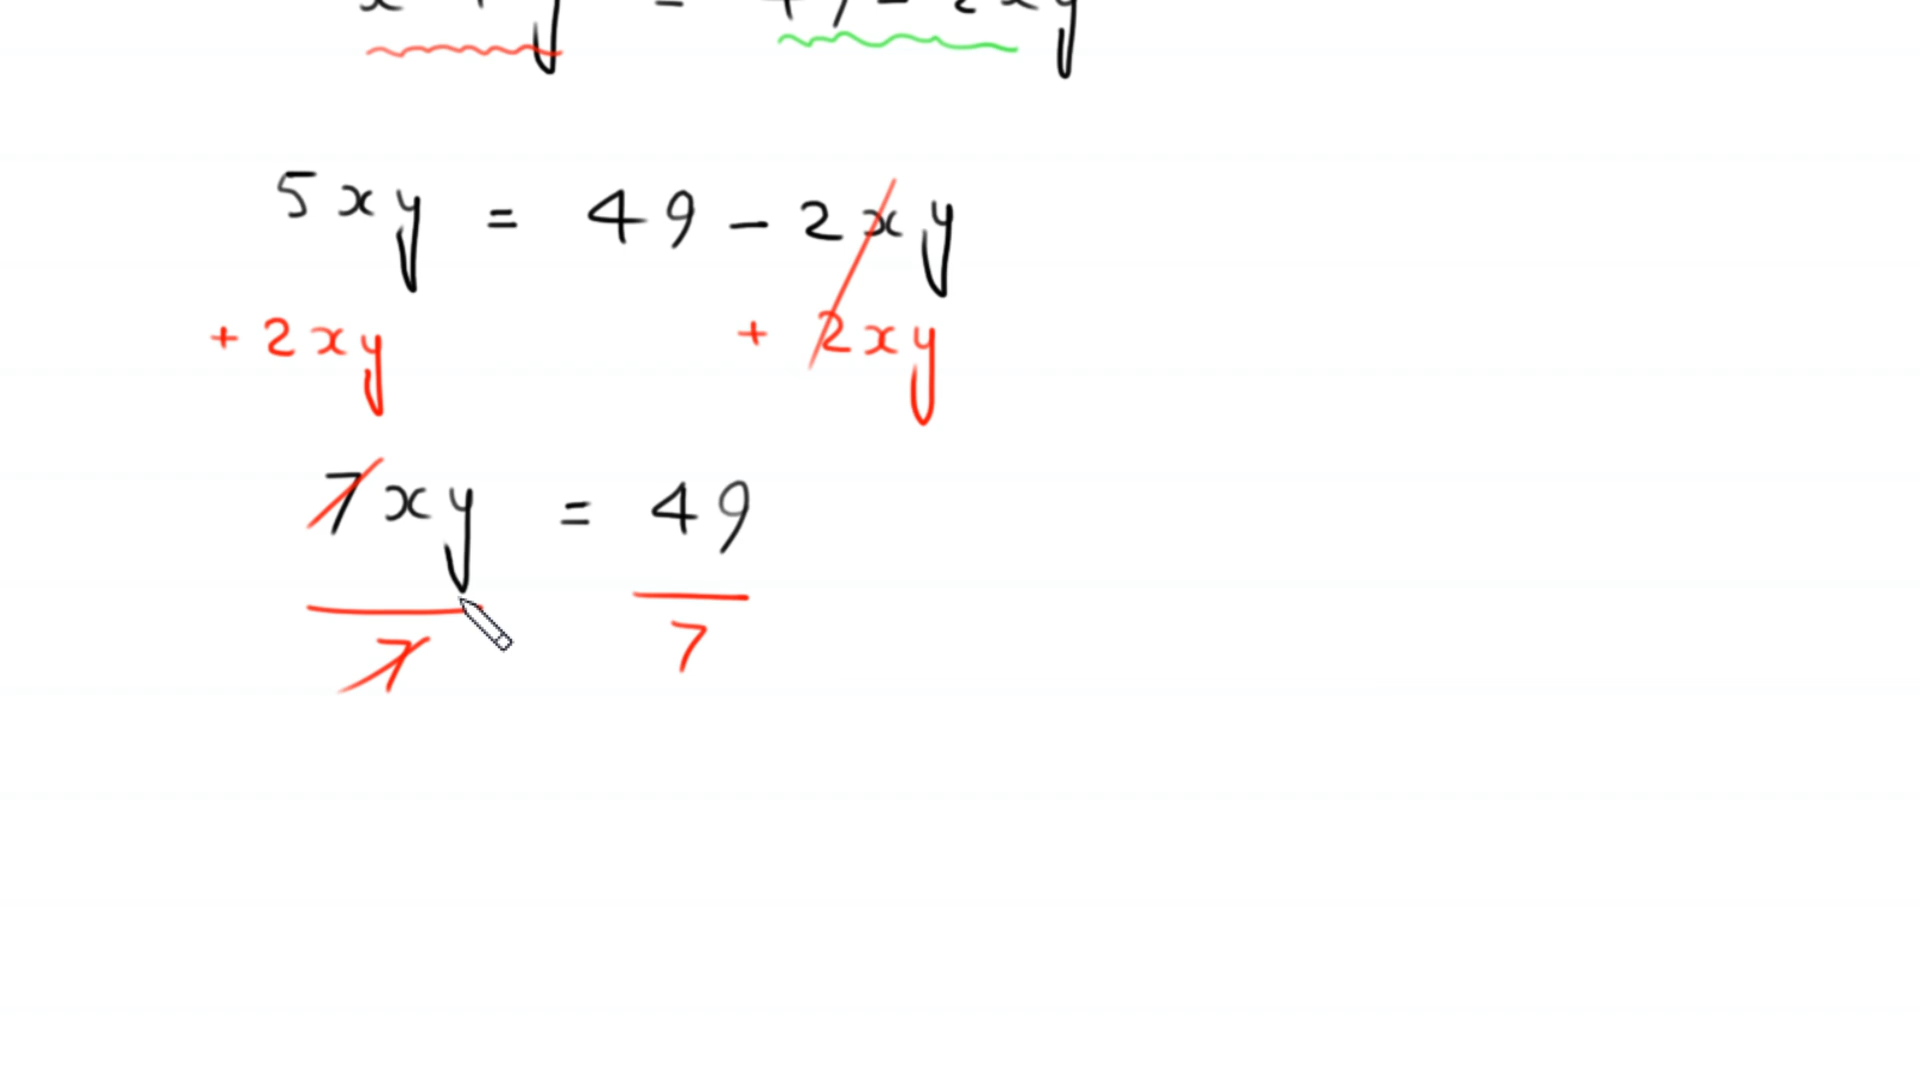 5xy = 49 - 2xy
+ 2xy + 2xy
7xy = 49
7 7